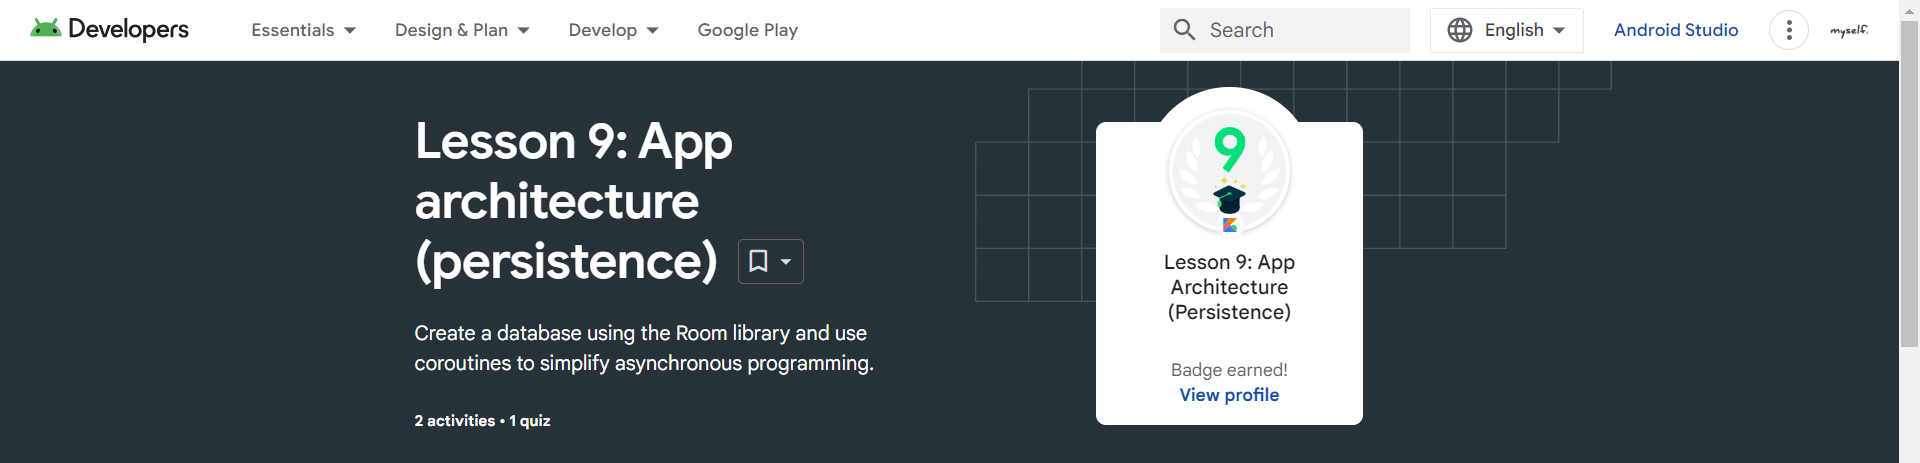 Developers Essentials Design & Plan Develop Google Play Search English Android Studio myself.
Lesson 9: App
architecture
(persistence)
Create a database using the Room library and use
coroutines to simplify asynchronous programming.
2 activities • 1 quiz
9
Lesson 9: App
Architecture
(Persistence)
Badge earned!
View profile